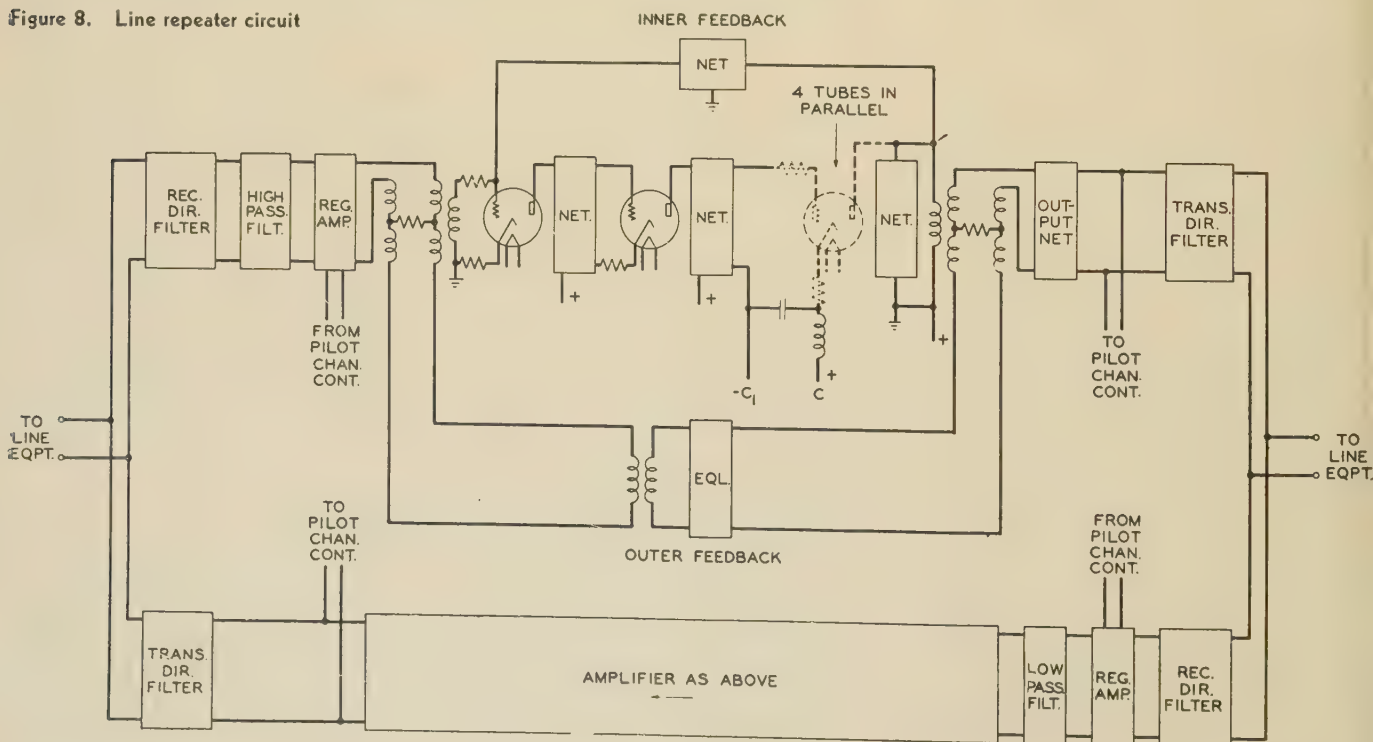 Figure 8. Line repeater circuit
INNER FEEDBACK
NET
4 TUBES IN
PARALLEL
REC.
DIR.
FILTER
HIGH
PASS.
FILT.
REG.
AMP.
NET.
NET.
NET.
OUT-
PUT
NET
TRANS.
DIR.
FILTER
+
+
+
FROM
PILOT
CHAN.
CONT.
-C₁
+
C
TO
PILOT
CHAN.
CONT.
TO
LINE
EQPT.
TO
LINE
EQPT.
EQL.
OUTER FEEDBACK
TO
PILOT
CHAN.
CONT.
FROM
PILOT
CHAN.
CONT.
TRANS.
DIR.
FILTER
AMPLIFIER AS ABOVE
LOW
PASS
FILT.
REG.
AMP.
REC.
DIR.
FILTER